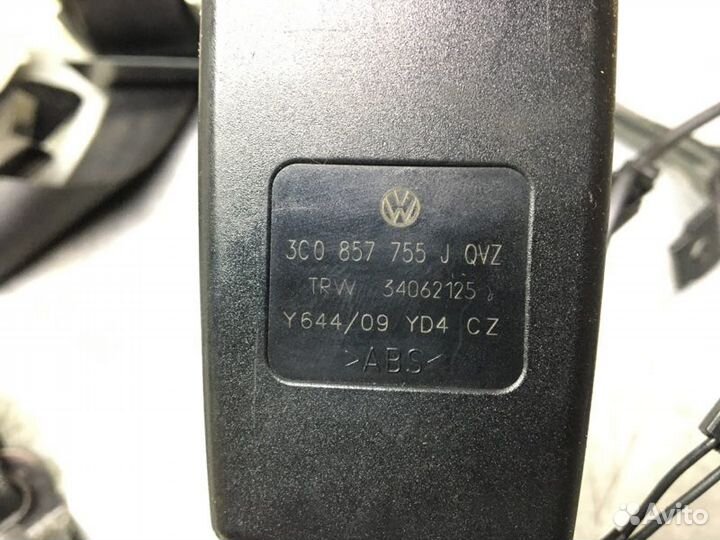 3C0 857 755 J QVZ
TRW 34062125
Y644/09 YD4 CZ
>ABS<
Avito